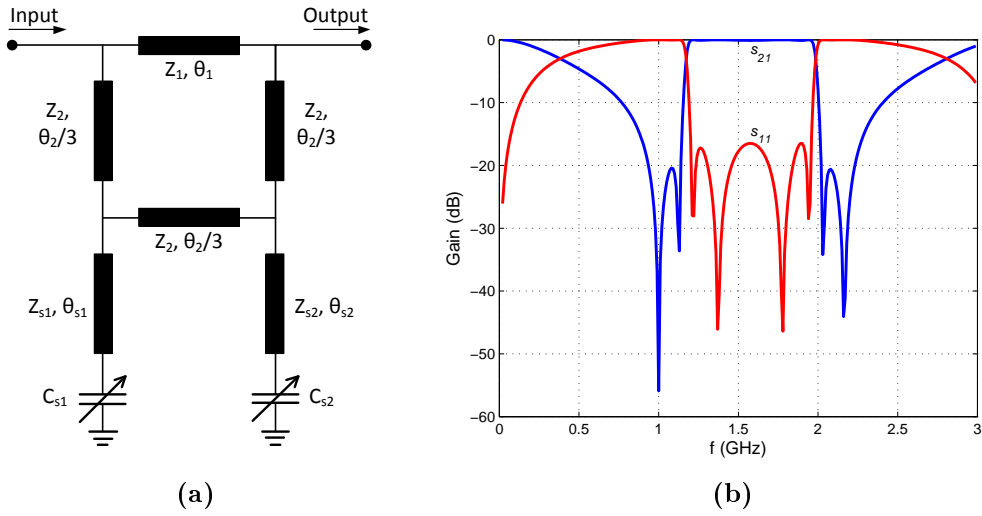 Input
Output
Z1, θ1
Z2,
θ2/3
Z2,
θ2/3
Z2, θ2/3
Zs1, θs1
Zs2, θs2
Cs1
Cs2
(a)
0
−10
−20
−30
−40
−50
−60
Gain (dB)
s21
s11
0
0.5
1
1.5
2
2.5
3
f (GHz)
(b)